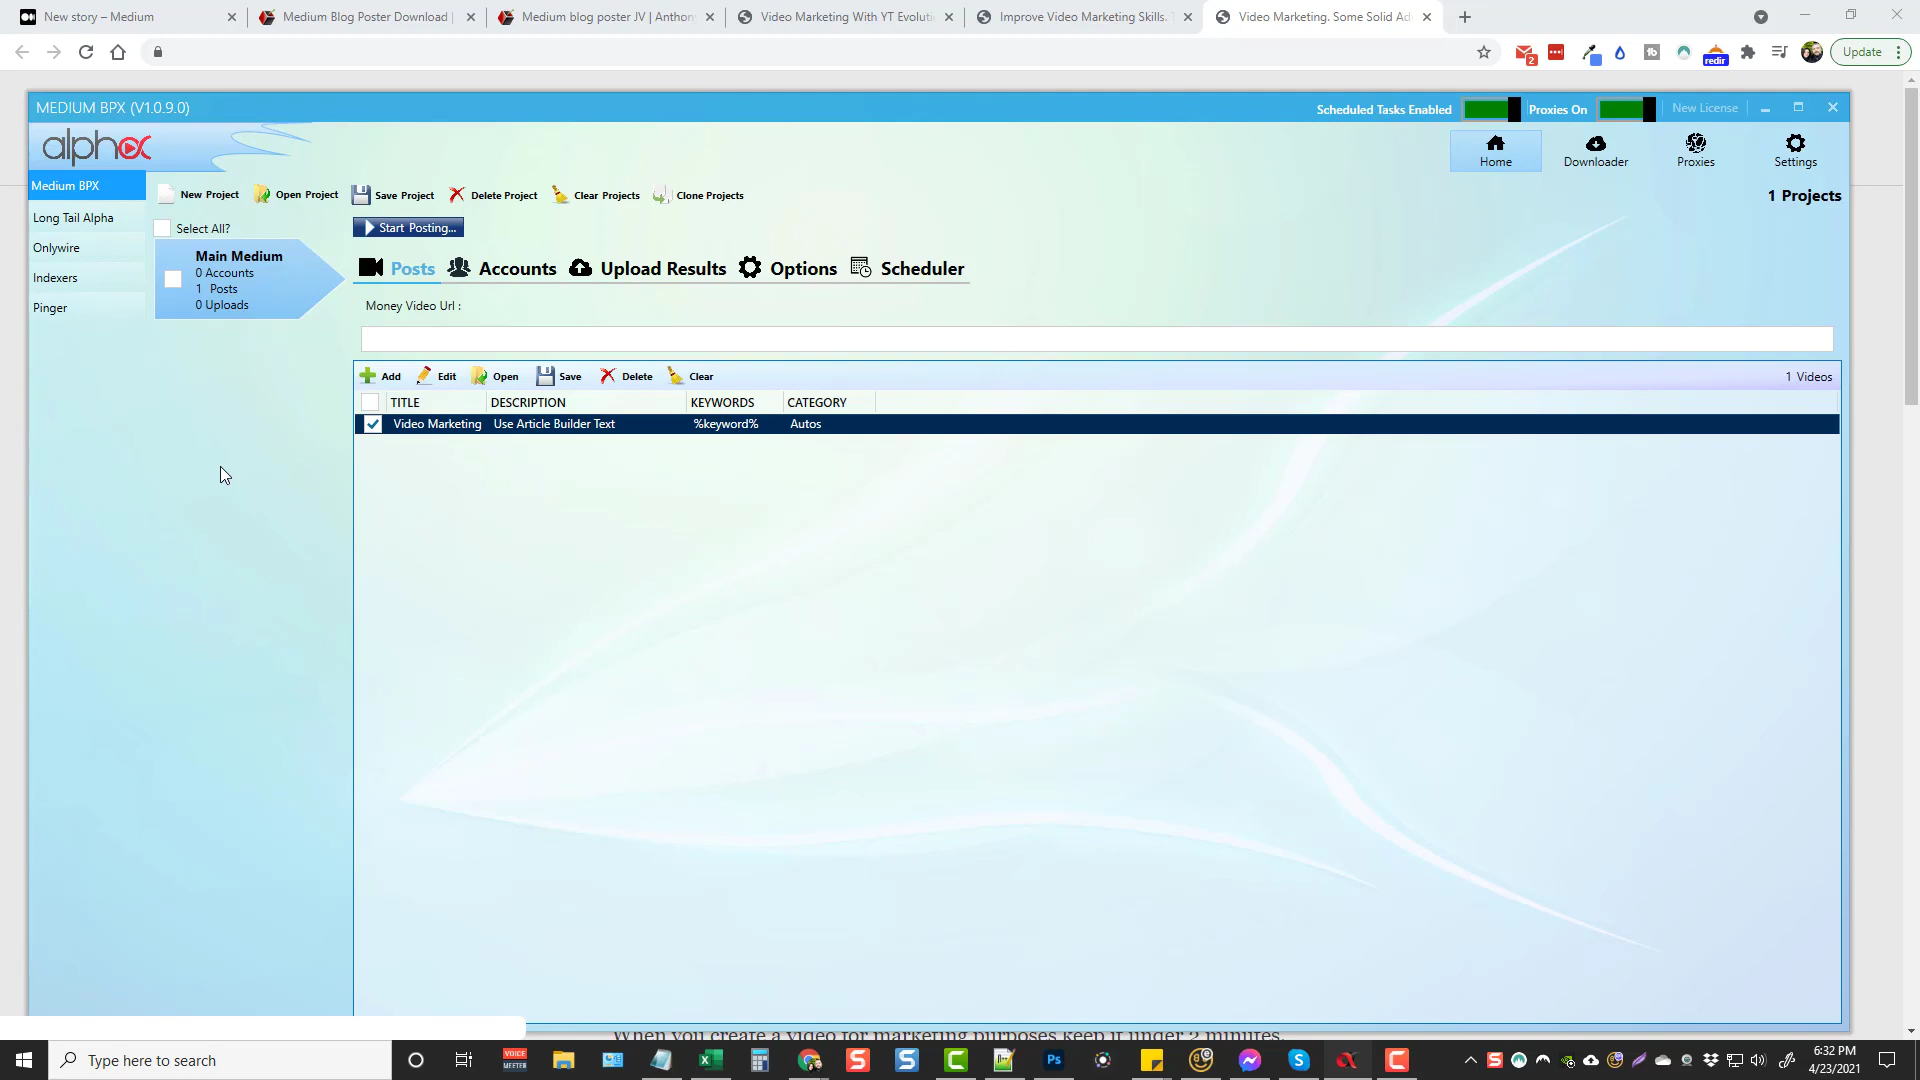 New story – Medium
Medium Blog Poster Download |
Medium blog poster JV | Anthon
Video Marketing With YT Evoluti
Improve Video Marketing Skills. T
Video Marketing. Some Solid Ad
2
redir
Update
MEDIUM BPX (V1.0.9.0)
Scheduled Tasks Enabled
Proxies On
New License
alphax
Home
Downloader
Proxies
Settings
Medium BPX
New Project
Open Project
Save Project
Delete Project
Clear Projects
Clone Projects
1 Projects
Long Tail Alpha
Select All?
Start Posting...
Onlywire
Main Medium
0 Accounts
1 Posts
0 Uploads
Posts
Accounts
Upload Results
Options
Scheduler
Indexers
Pinger
Money Video Url :
Add
Edit
Open
Save
Delete
Clear
1 Videos
TITLE
DESCRIPTION
KEYWORDS
CATEGORY
Video Marketing
Use Article Builder Text
%keyword%
Autos
When you create a video for marketing purposes keep it under 2 minutes.
Type here to search
VOICE
MEETER
Ps
6:32 PM
4/23/2021